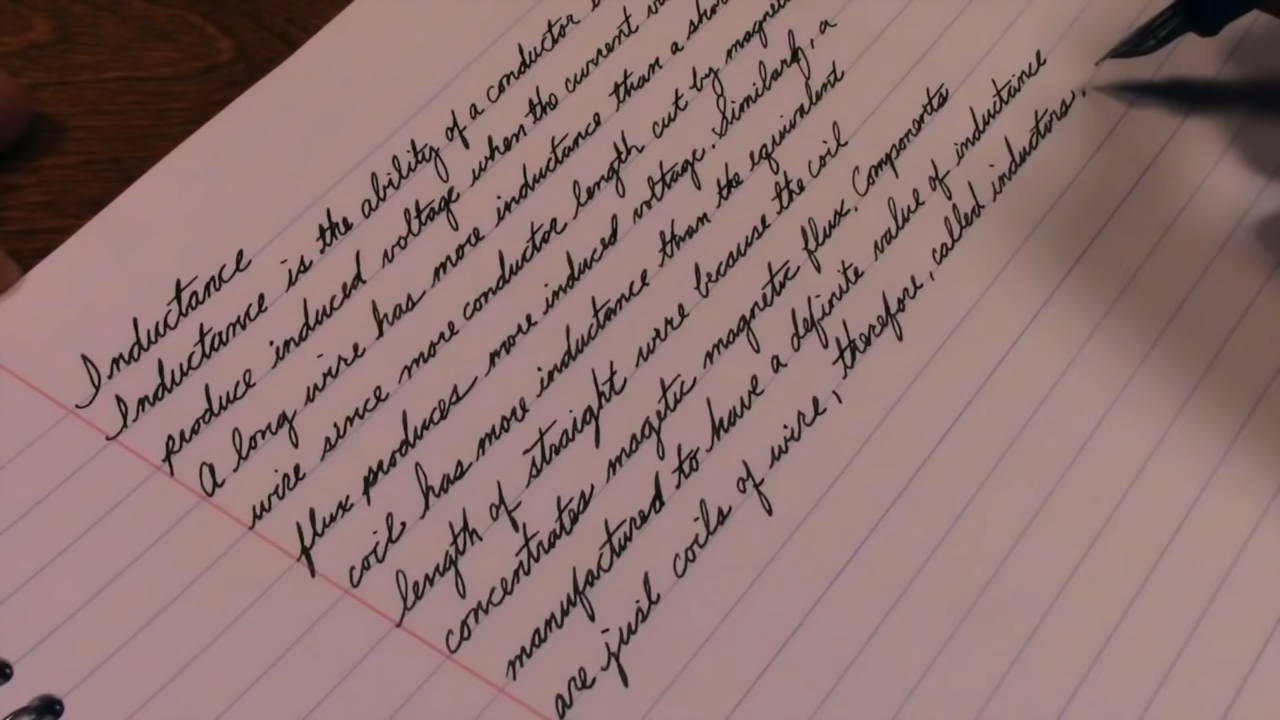 Inductance
Inductance is the ability of a conductor
produce induced voltage when the current
A long wire has more inductance than a
wire since more conductor length cut by
flux produces more induced voltage. Similarly, a
coil has more inductance than the equivalent
length of straight wire because the coil
concentrates magetic magnetic flux. Components
manufactured to have a definite value of inductance
are just coils of wire, therefore, called inductors.